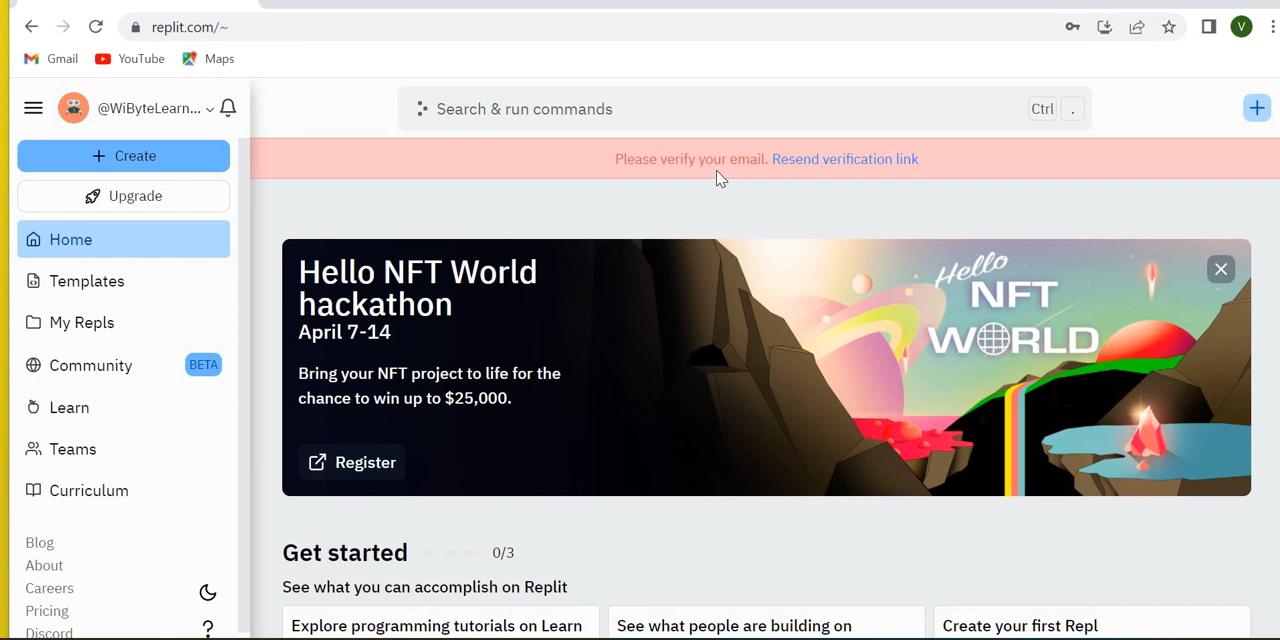 replit.com/~
V
Gmail YouTube Maps
@WiByteLearn...
Search & run commands Ctrl .
Create
Please verify your email. Resend verification link
Upgrade
Home
Templates
My Repls
Community BETA
Learn
Teams
Curriculum
Blog
About
Careers
Pricing
Discord
?
Hello NFT World
hackathon
April 7-14
Bring your NFT project to life for the
chance to win up to $25,000.
Register
Hello
NFT
WORLD
Get started 0/3
See what you can accomplish on Replit
Explore programming tutorials on Learn
See what people are building on
Create your first Repl